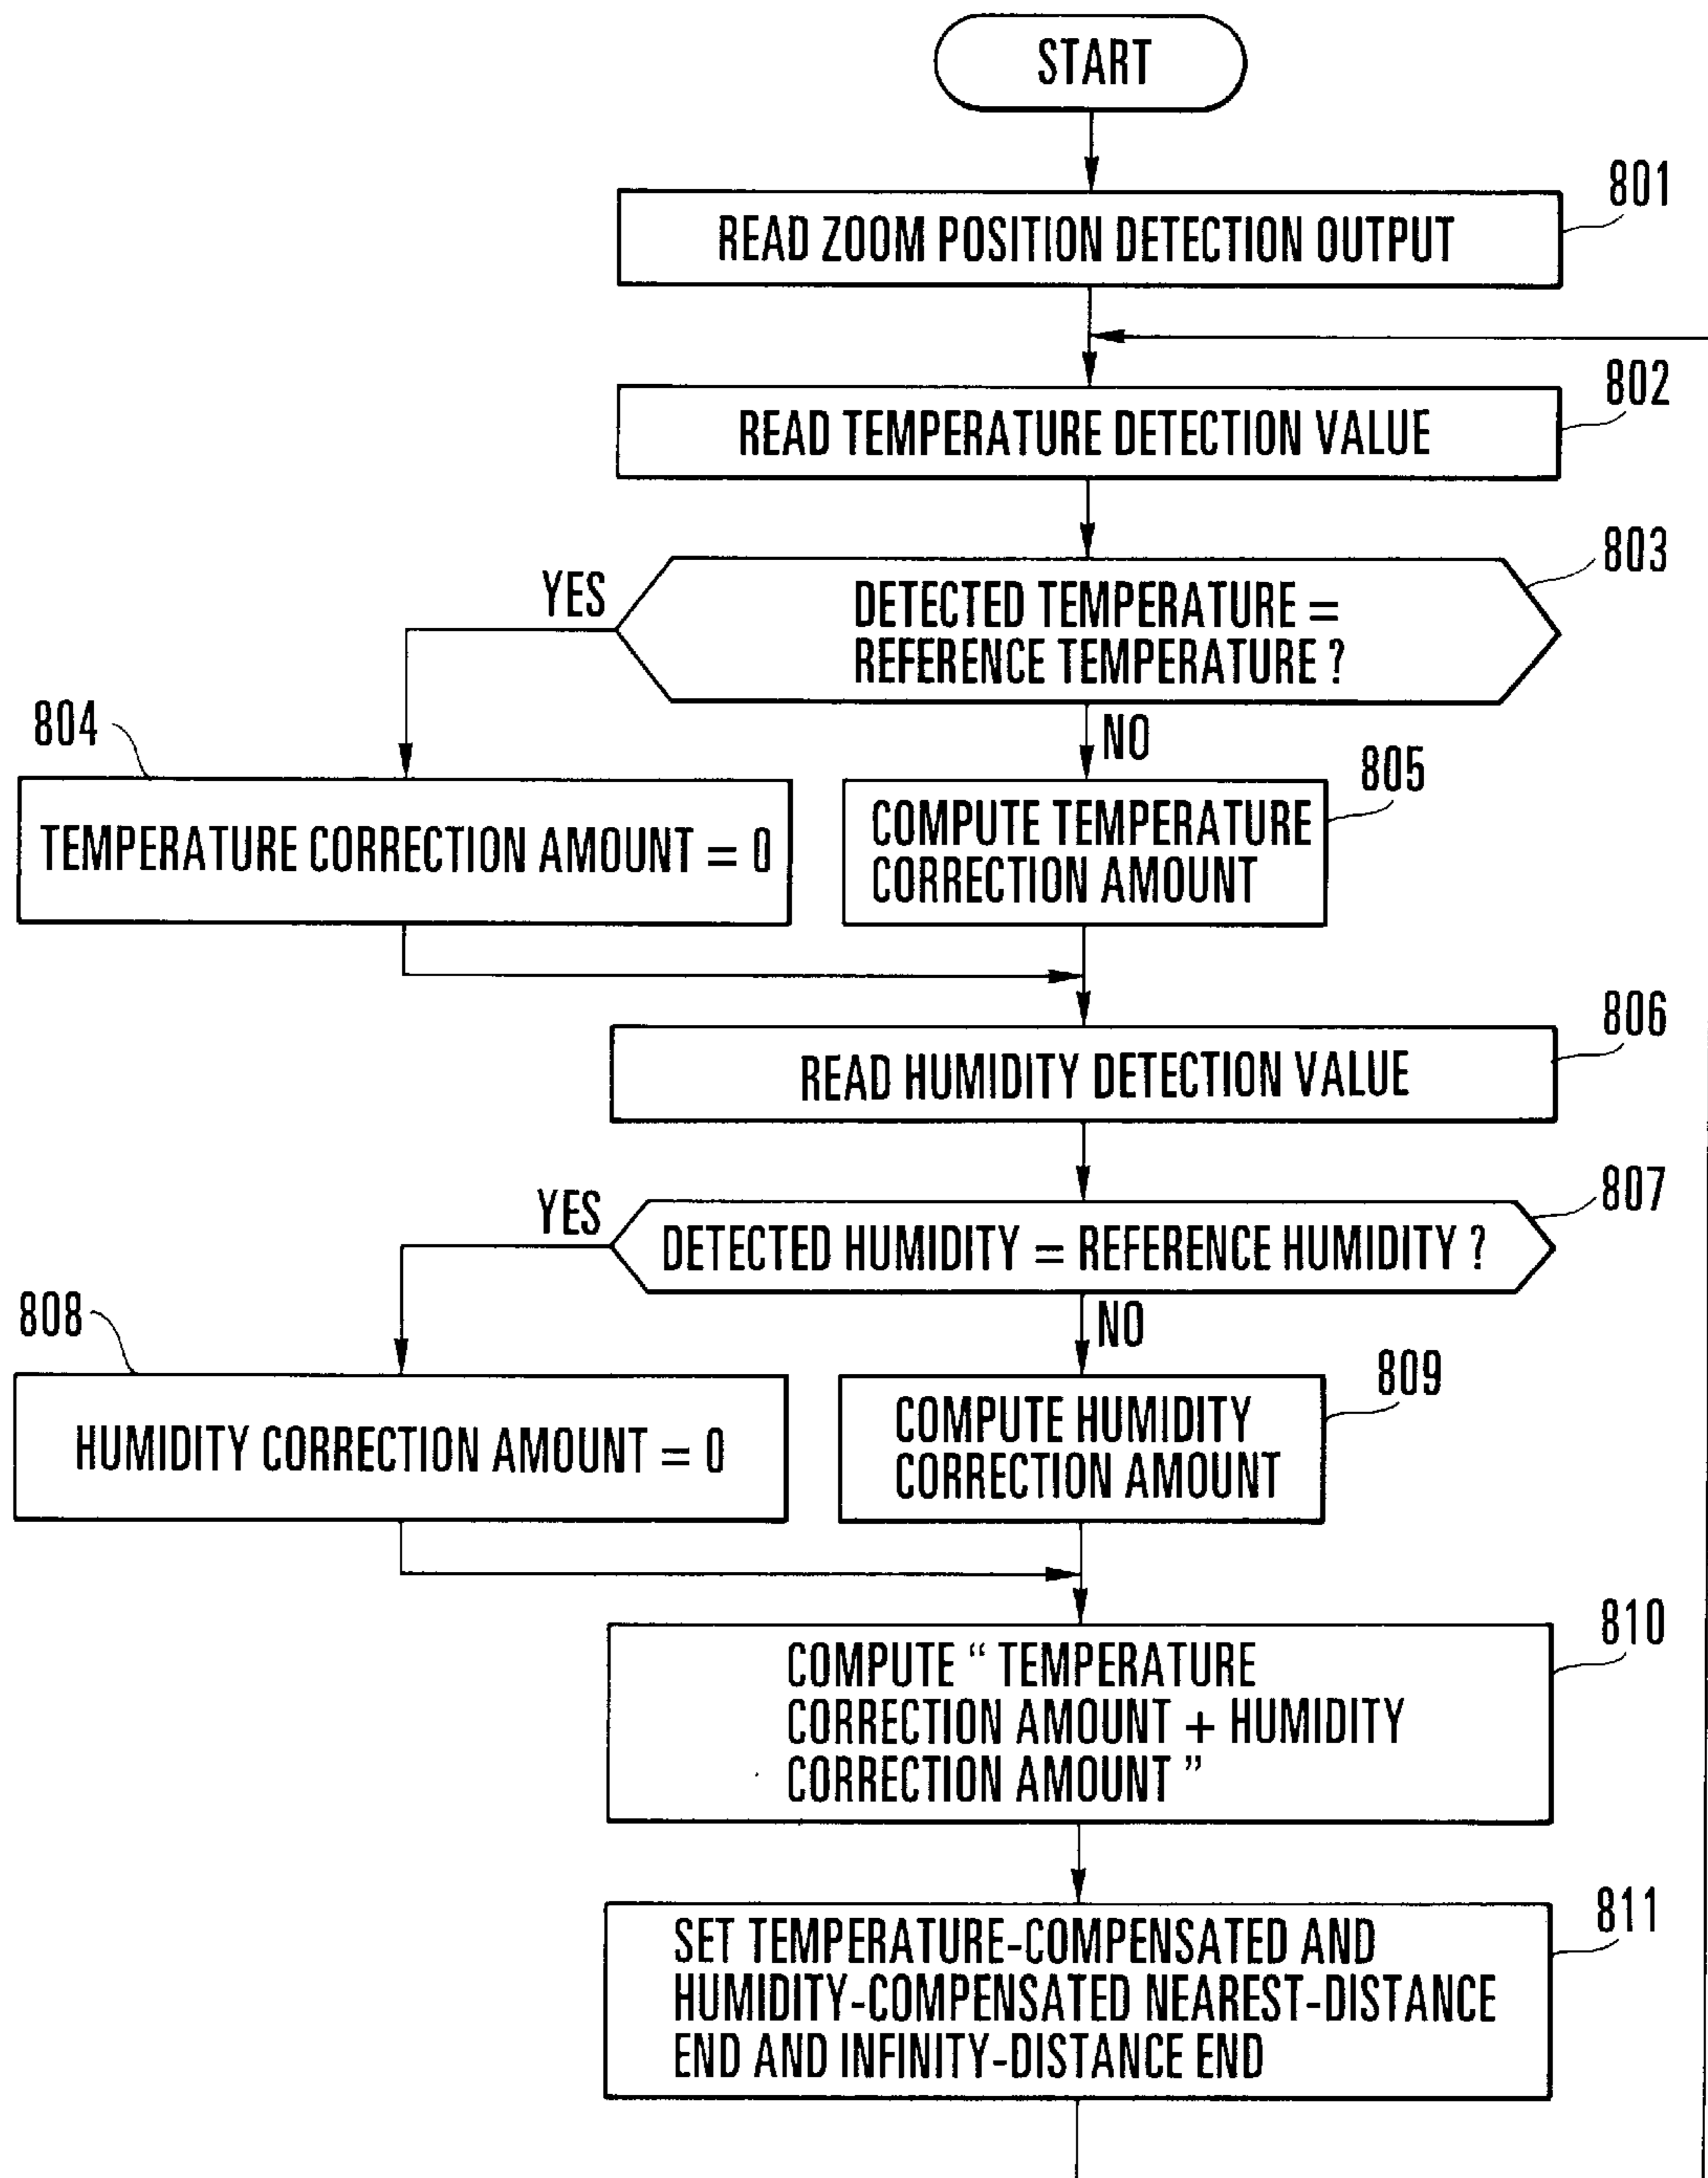 START
801
READ ZOOM POSITION DETECTION OUTPUT
802
READ TEMPERATURE DETECTION VALUE
803
YES
DETECTED TEMPERATURE =
REFERENCE TEMPERATURE ?
NO
804
TEMPERATURE CORRECTION AMOUNT = 0
805
COMPUTE TEMPERATURE
CORRECTION AMOUNT
806
READ HUMIDITY DETECTION VALUE
807
YES
DETECTED HUMIDITY = REFERENCE HUMIDITY ?
NO
808
HUMIDITY CORRECTION AMOUNT = 0
809
COMPUTE HUMIDITY
CORRECTION AMOUNT
810
COMPUTE “ TEMPERATURE
CORRECTION AMOUNT + HUMIDITY
CORRECTION AMOUNT ”
811
SET TEMPERATURE-COMPENSATED AND
HUMIDITY-COMPENSATED NEAREST-DISTANCE
END AND INFINITY-DISTANCE END